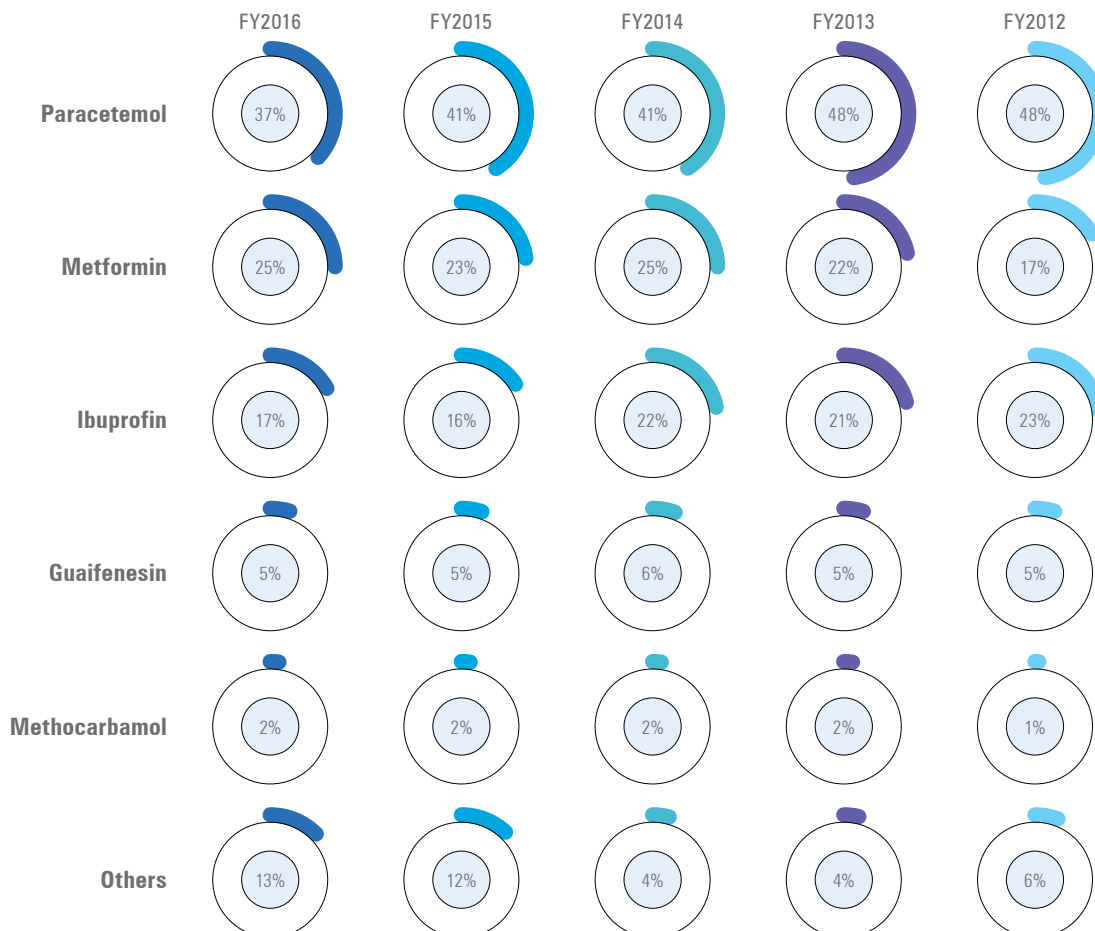 FY2016 FY2015 FY2014 FY2013 FY2012
Paracetemol 37% 41% 41% 48% 48%
Metformin 25% 23% 25% 22% 17%
Ibuprofin 17% 16% 22% 21% 23%
Guaifenesin 5% 5% 6% 5% 5%
Methocarbamol 2% 2% 2% 2% 1%
Others 13% 12% 4% 4% 6%